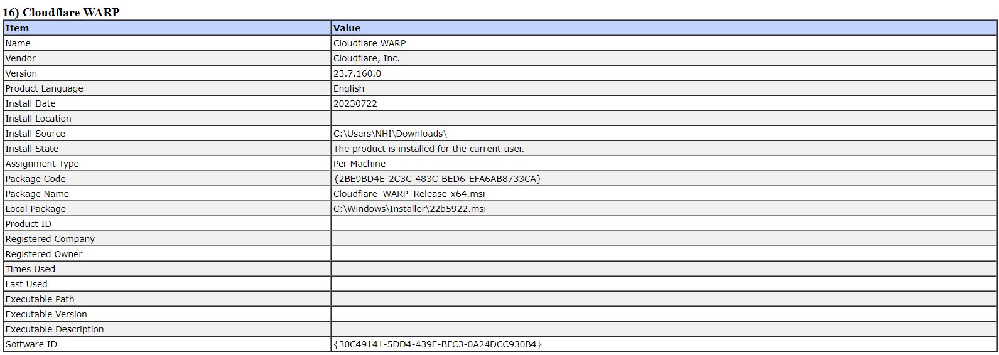 16) Cloudflare WARP
Item Value
Name Cloudflare WARP
Vendor Cloudflare, Inc.
Version 23.7.160.0
Product Language English
Install Date 20230722
Install Location
Install Source C:\Users\NHI\Downloads\
Install State The product is installed for the current user.
Assignment Type Per Machine
Package Code {2BE9BD4E-2C3C-483C-BED6-EFA6AB8733CA}
Package Name Cloudflare_WARP_Release-x64.msi
Local Package C:\Windows\Installer\22b5922.msi
Product ID
Registered Company
Registered Owner
Times Used
Last Used
Executable Path
Executable Version
Executable Description
Software ID {30C49141-5DD4-439E-BFC3-0A24DCC930B4}